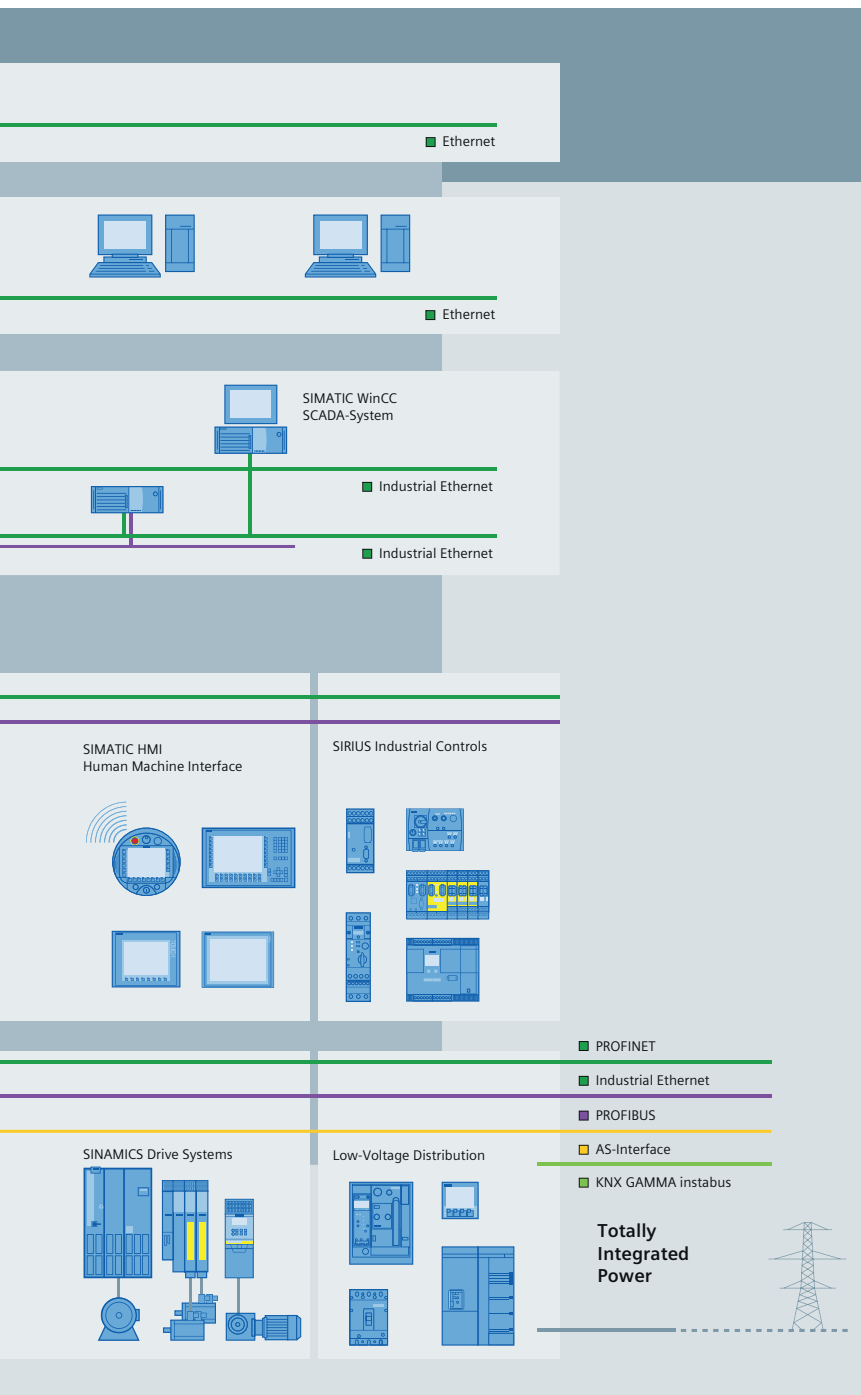 Ethernet
Ethernet
SIMATIC WinCC
SCADA-System
Industrial Ethernet
Industrial Ethernet
SIMATIC HMI
Human Machine Interface
SIRIUS Industrial Controls
PROFINET
Industrial Ethernet
PROFIBUS
AS-Interface
KNX GAMMA instabus
SINAMICS Drive Systems
Low-Voltage Distribution
Totally
Integrated
Power